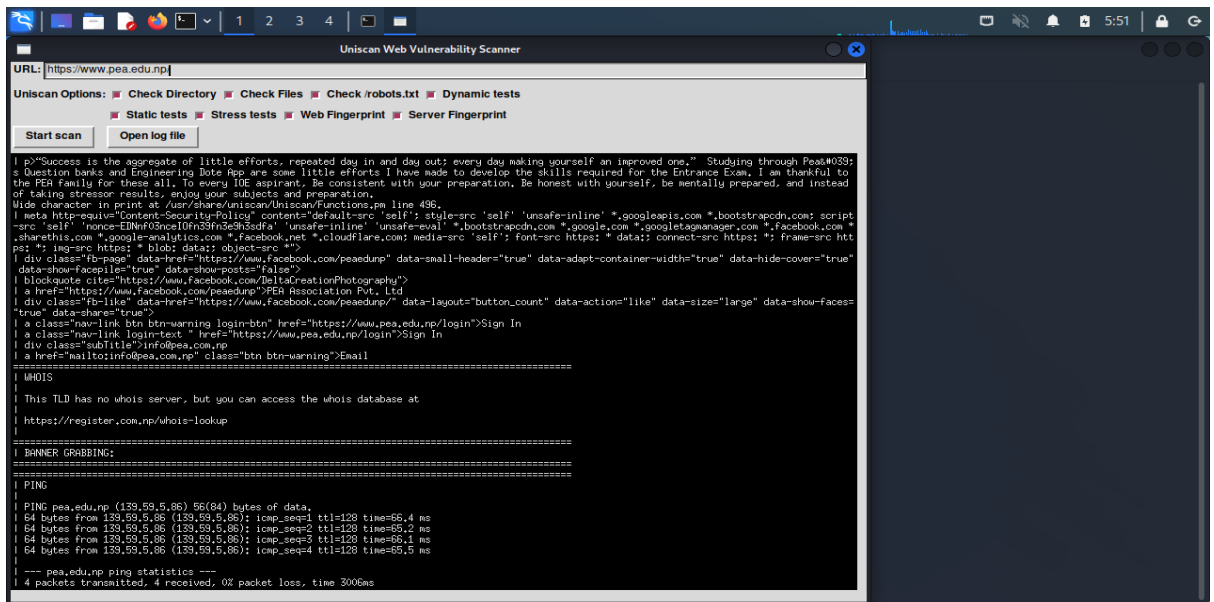 1 2 3 4 5:51
Uniscan Web Vulnerability Scanner
URL: https://www.pea.edu.np/
Uniscan Options: Check Directory Check Files Check /robots.txt Dynamic tests
Static tests Stress tests Web Fingerprint Server Fingerprint
Start scan Open log file
| p>“Success is the aggregate of little efforts, repeated day in and day out; every day making yourself an improved one.”  Studying through Pea&#039;
s Question banks and Engineering Dote App are some little efforts I have made to develop the skills required for the Entrance Exam. I am thankful to
the PEA family for these all. To every IOE aspirant, Be consistent with your preparation. Be honest with yourself, be mentally prepared, and instead
of taking stressor results, enjoy your subjects and preparation.
Wide character in print at /usr/share/uniscan/Uniscan/Functions.pm line 496.
| meta http-equiv="Content-Security-Policy" content="default-src 'self'; style-src 'self' 'unsafe-inline' *.googleapis.com *.bootstrapcdn.com; script
-src 'self' 'nonce-EDNnf03nceIOfn39fn3e9h3sdfa' 'unsafe-inline' 'unsafe-eval' *.bootstrapcdn.com *.google.com *.googletagmanager.com *.facebook.com *
.sharethis.com *.google-analytics.com *.facebook.net *.cloudflare.com; media-src 'self'; font-src https: * data:; connect-src https: *; frame-src htt
ps: *; img-src https: * blob: data:; object-src *">
| div class="fb-page" data-href="https://www.facebook.com/peaedunp" data-small-header="true" data-adapt-container-width="true" data-hide-cover="true"
 data-show-facepile="true" data-show-posts="false">
| blockquote cite="https://www.facebook.com/DeltaCreationPhotography">
| a href="https://www.facebook.com/peaedunp">PEA Association Pvt. Ltd
| div class="fb-like" data-href="https://www.facebook.com/peaedunp/" data-layout="button_count" data-action="like" data-size="large" data-show-faces=
"true" data-share="true">
| a class="nav-link btn btn-warning login-btn" href="https://www.pea.edu.np/login">Sign In
| a class="nav-link login-text " href="https://www.pea.edu.np/login">Sign In
| div class="subTitle">info@pea.com.np
| a href="mailto:info@pea.com.np" class="btn btn-warning">Email
===================================================================================================
| WHOIS
|
| This TLD has no whois server, but you can access the whois database at
|
| https://register.com.np/whois-lookup
|
===================================================================================================
| BANNER GRABBING:
===================================================================================================
===================================================================================================
| PING
|
| PING pea.edu.np (139.59.5.86) 56(84) bytes of data.
| 64 bytes from 139.59.5.86 (139.59.5.86): icmp_seq=1 ttl=128 time=66.4 ms
| 64 bytes from 139.59.5.86 (139.59.5.86): icmp_seq=2 ttl=128 time=65.2 ms
| 64 bytes from 139.59.5.86 (139.59.5.86): icmp_seq=3 ttl=128 time=66.1 ms
| 64 bytes from 139.59.5.86 (139.59.5.86): icmp_seq=4 ttl=128 time=65.5 ms
|
| --- pea.edu.np ping statistics ---
| 4 packets transmitted, 4 received, 0% packet loss, time 3006ms